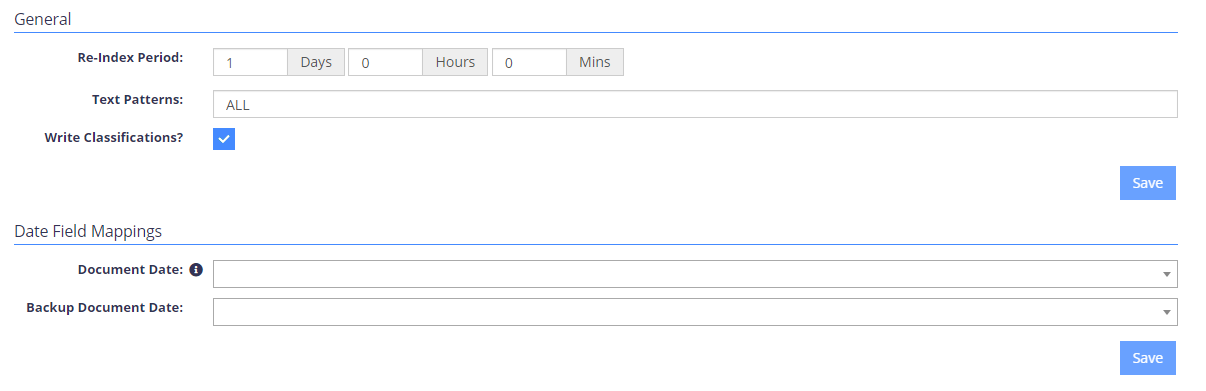 General
Re-Index Period: 1 Days 0 Hours 0 Mins
Text Patterns: ALL
Write Classifications?
Save
Date Field Mappings
Document Date:
Backup Document Date:
Save